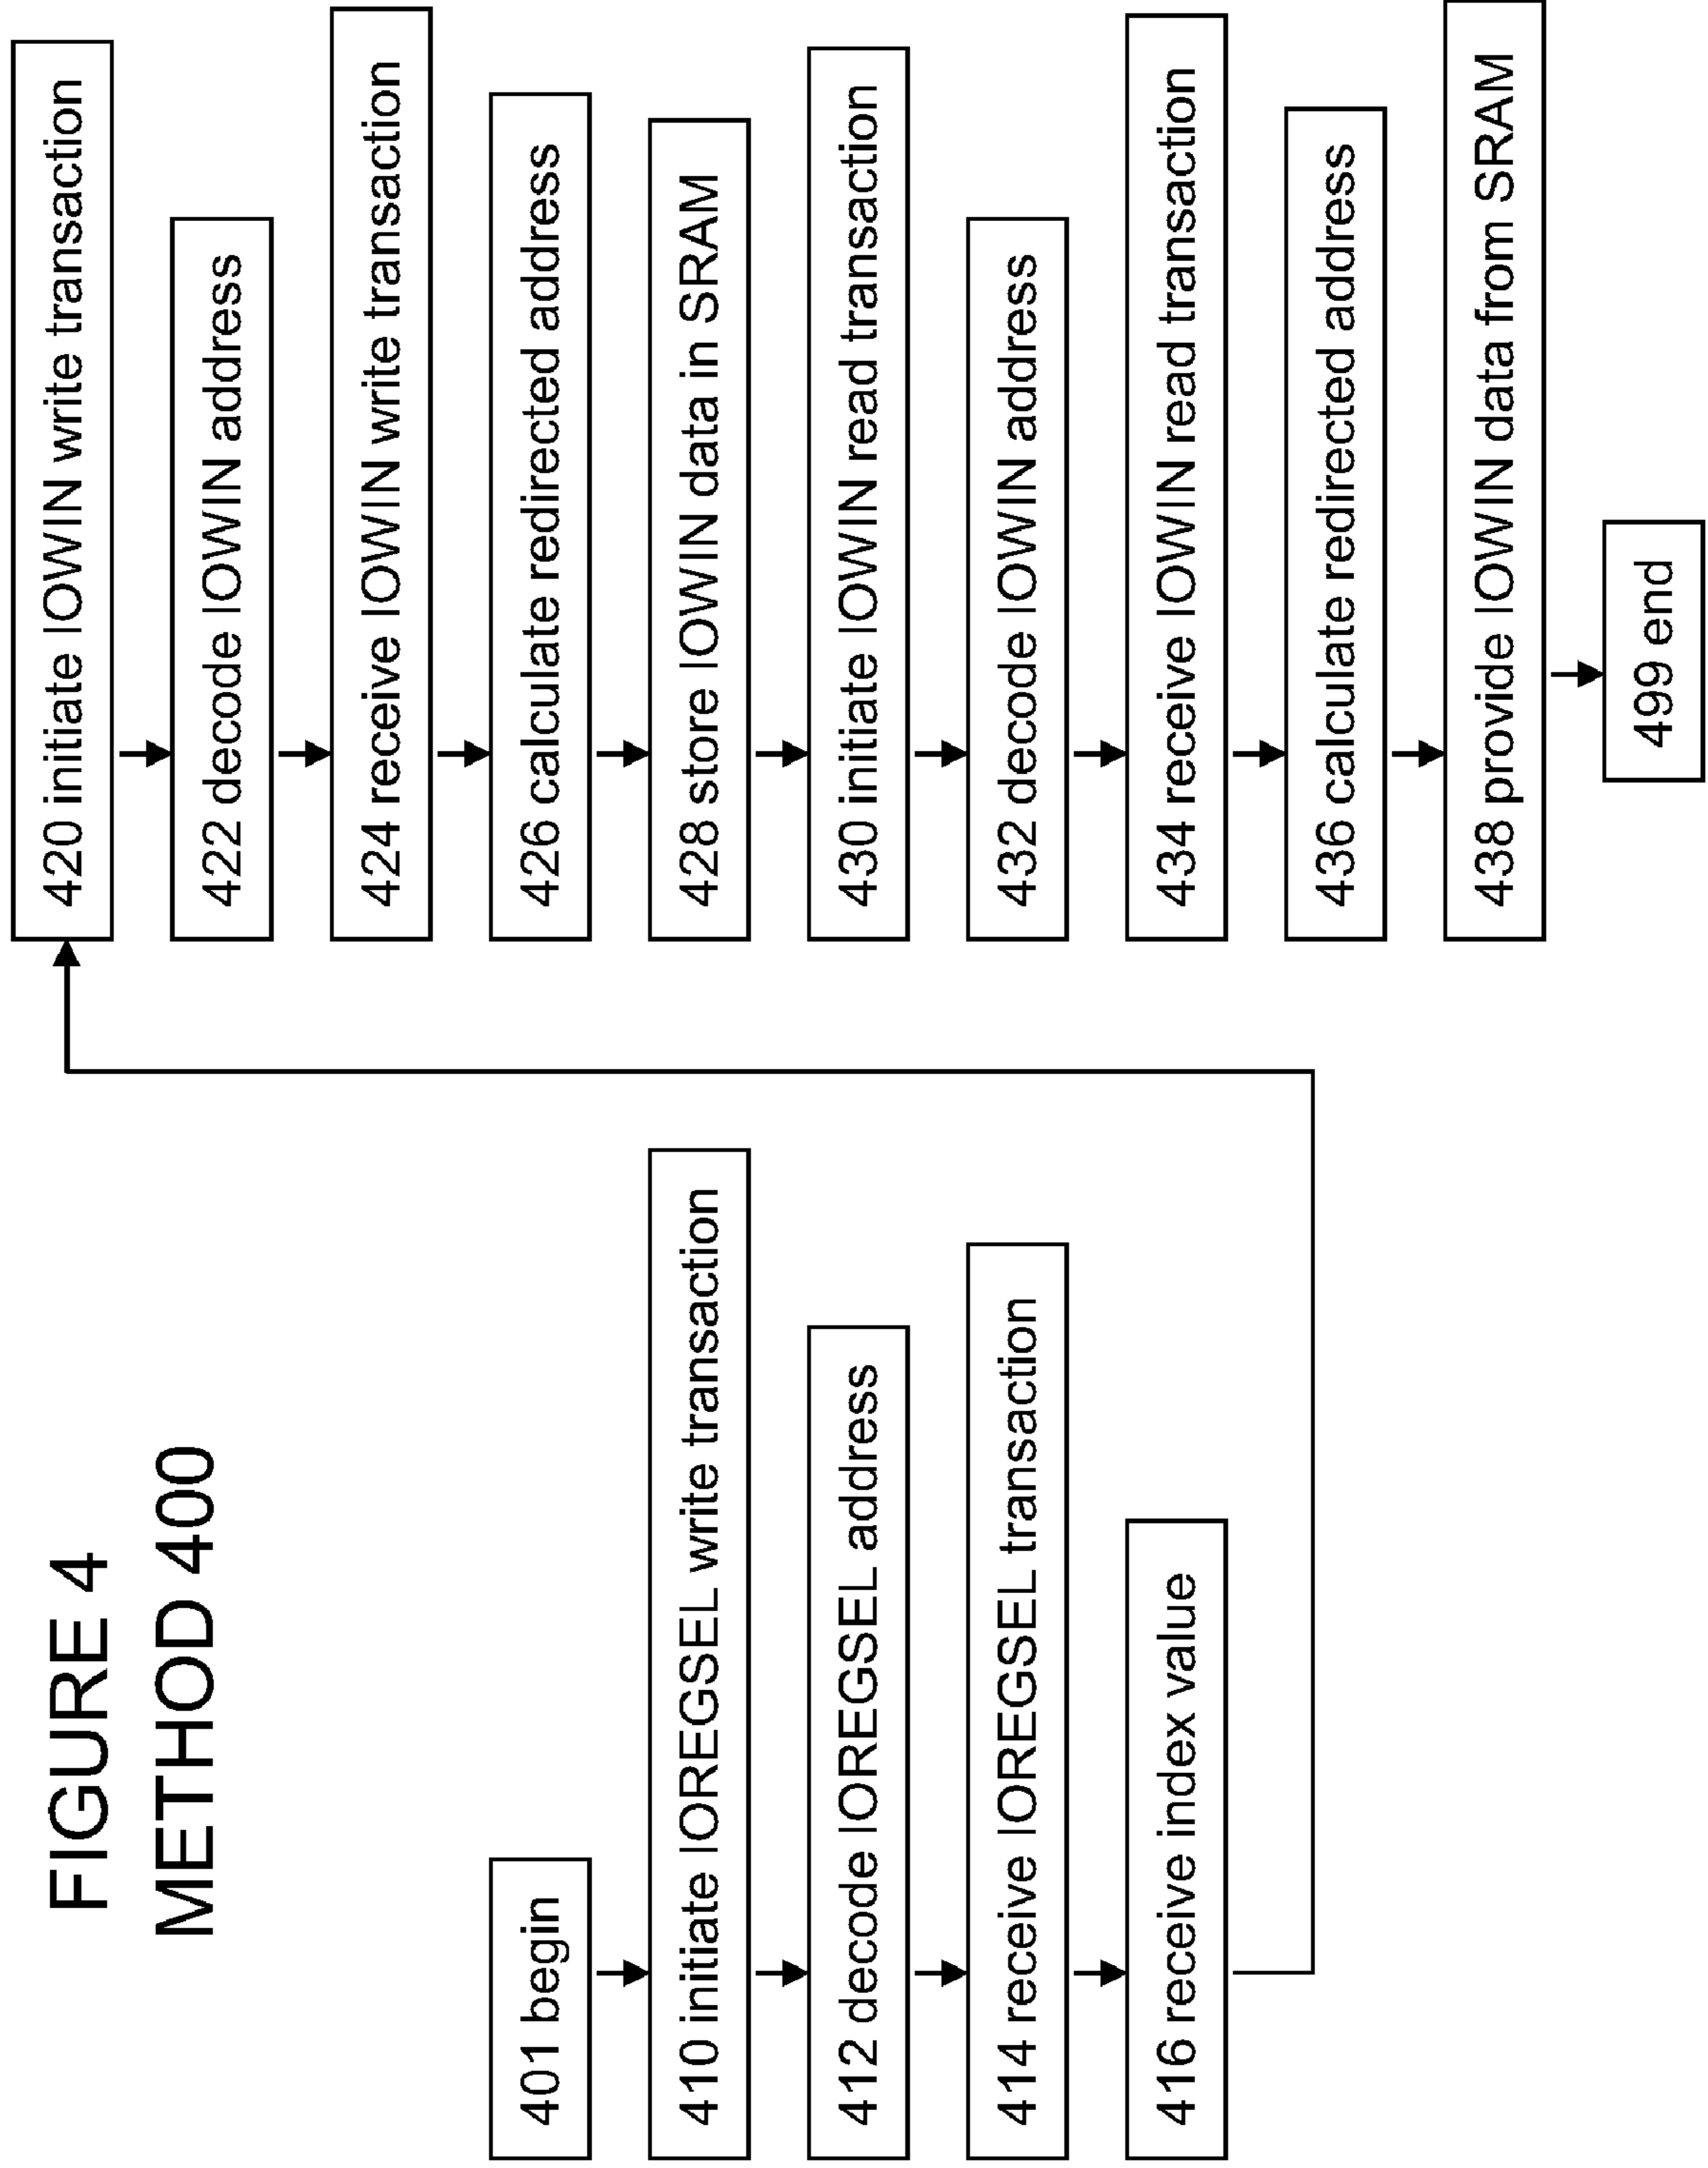 FIGURE 4
METHOD 400
401 begin
410 initiate IOREGSEL write transaction
412 decode IOREGSEL address
414 receive IOREGSEL transaction
416 receive index value
420 initiate IOWIN write transaction
422 decode IOWIN address
424 receive IOWIN write transaction
426 calculate redirected address
428 store IOWIN data in SRAM
430 initiate IOWIN read transaction
432 decode IOWIN address
434 receive IOWIN read transaction
436 calculate redirected address
438 provide IOWIN data from SRAM
499 end